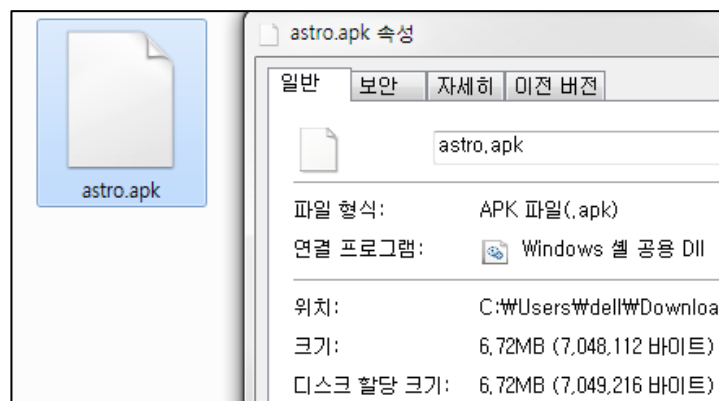 astro.apk
astro.apk 속성
일반 보안 자세히 이전 버전
astro.apk
파일 형식: APK 파일(.apk)
연결 프로그램: Windows 셸 공용 Dll
위치: C:₩Users₩dell₩Downloa
크기: 6,72MB (7,048,112 바이트)
디스크 할당 크기: 6,72MB (7,049,216 바이트)